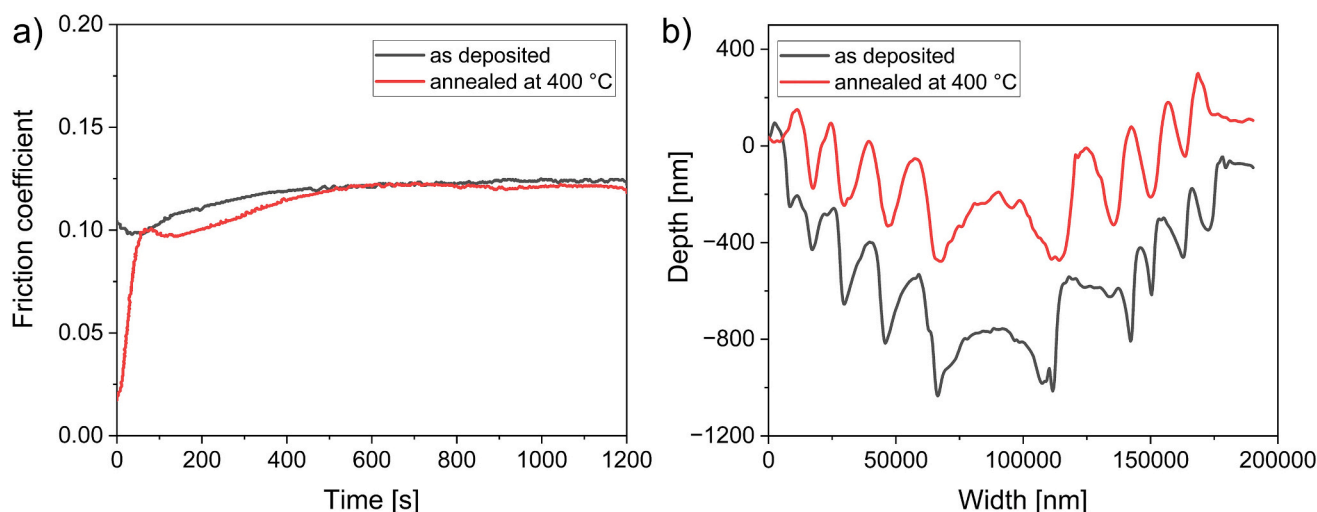 a)
0.20
0.15
0.10
0.05
0.00
Friction coefficient
as deposited
annealed at 400 °C
0 200 400 600 800 1000 1200
Time [s]
b)
400
0
−400
−800
−1200
Depth [nm]
as deposited
annealed at 400 °C
0 50000 100000 150000 200000
Width [nm]